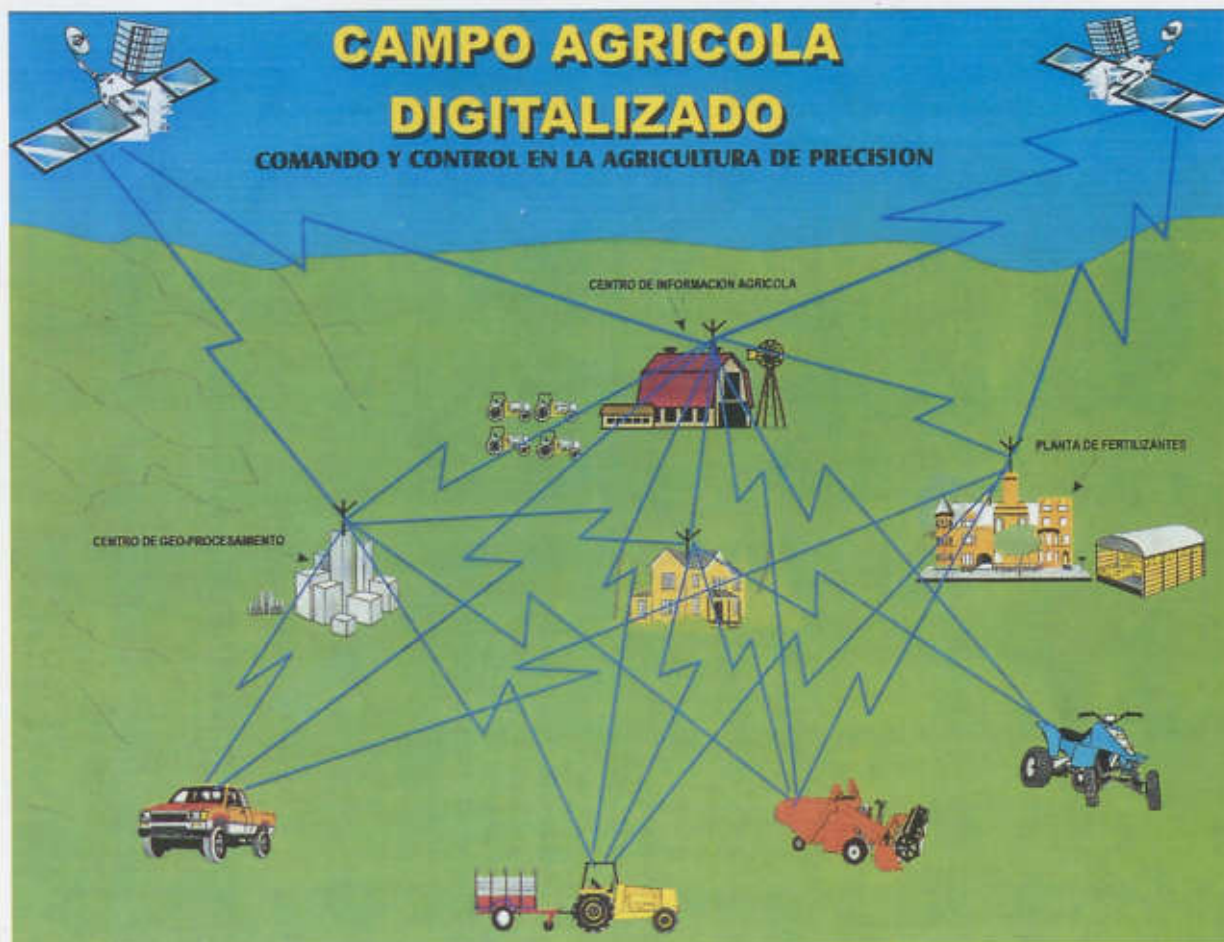 CAMPO AGRICOLA
DIGITALIZADO
COMANDO Y CONTROL EN LA AGRICULTURA DE PRECISION
CENTRO DE INFORMACIÓN AGRICOLA
PLANTA DE FERTILIZANTES
CENTRO DE GEO-PROCESAMIENTO